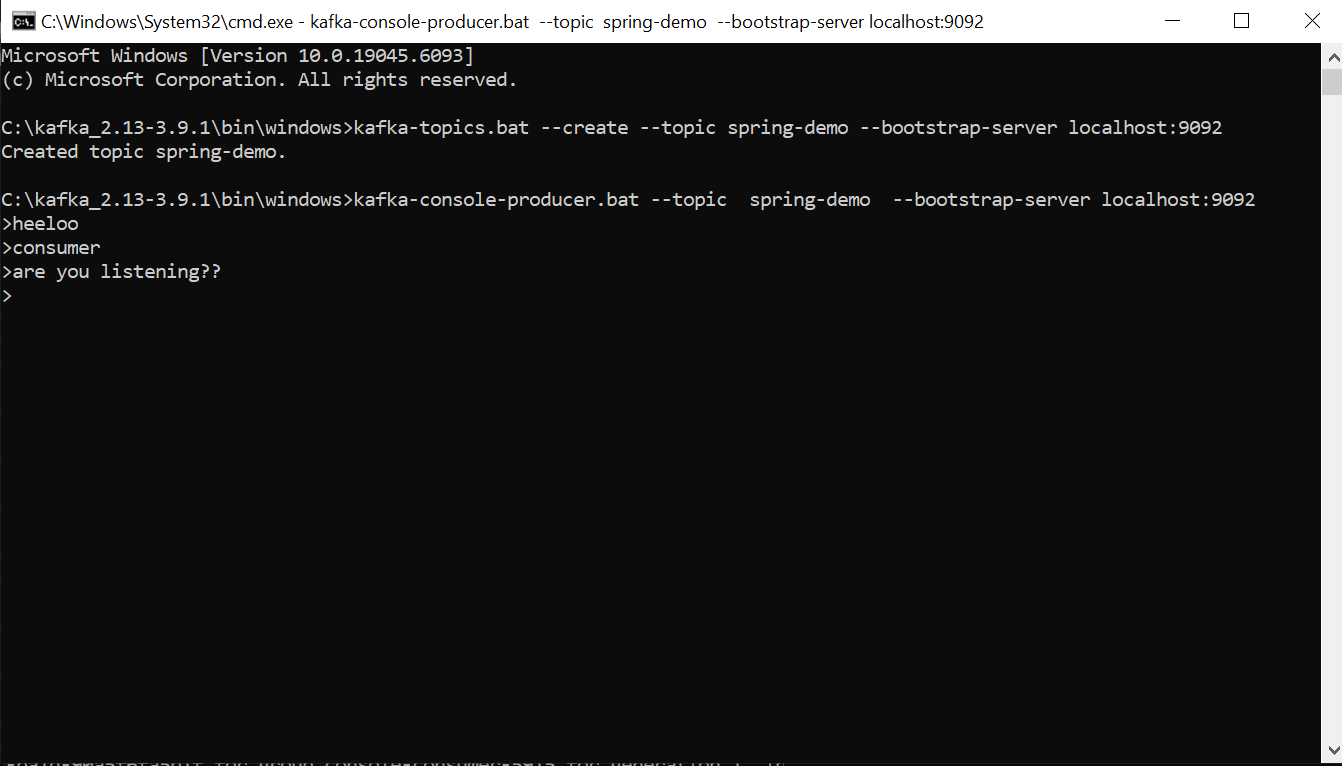 C:\Windows\System32\cmd.exe - kafka-console-producer.bat  --topic  spring-demo  --bootstrap-server localhost:9092
Microsoft Windows [Version 10.0.19045.6093]
(c) Microsoft Corporation. All rights reserved.
C:\kafka_2.13-3.9.1\bin\windows>kafka-topics.bat --create --topic spring-demo --bootstrap-server localhost:9092
Created topic spring-demo.
C:\kafka_2.13-3.9.1\bin\windows>kafka-console-producer.bat --topic  spring-demo  --bootstrap-server localhost:9092
>heeloo
>consumer
>are you listening??
>